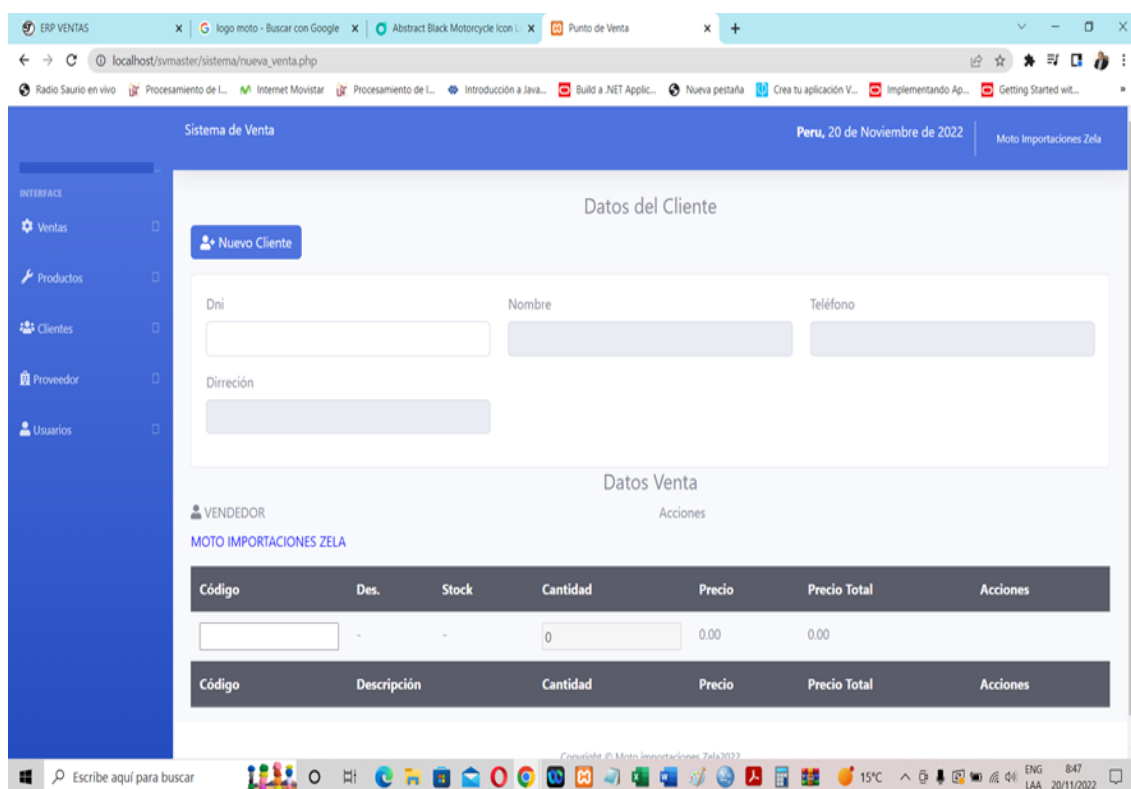 ERP VENTAS
logo moto - Buscar con Google
Abstract Black Motorcycle Icon L
Punto de Venta
localhost/svmaster/sistema/nueva_venta.php
Radio Saurio en vivo
Procesamiento de I...
Internet Movistar
Procesamiento de I...
Introducción a Java...
Build a .NET Applic...
Nueva pestaña
Crea tu aplicación V...
Implementando Ap...
Getting Started wit...
Sistema de Venta
Peru, 20 de Noviembre de 2022
Moto Importaciones Zela
INTERFACE
Ventas
Productos
Clientes
Proveedor
Usuarios
Datos del Cliente
Nuevo Cliente
Dni Nombre Teléfono
Dirreción
Datos Venta
VENDEDOR Acciones
MOTO IMPORTACIONES ZELA
Código Des. Stock Cantidad Precio Precio Total Acciones
- - 0 0.00 0.00
Código Descripción Cantidad Precio Precio Total Acciones
Copyright © Moto importaciones Zela2022
Escribe aquí para buscar
15°C
ENG 8:47
LAA 20/11/2022